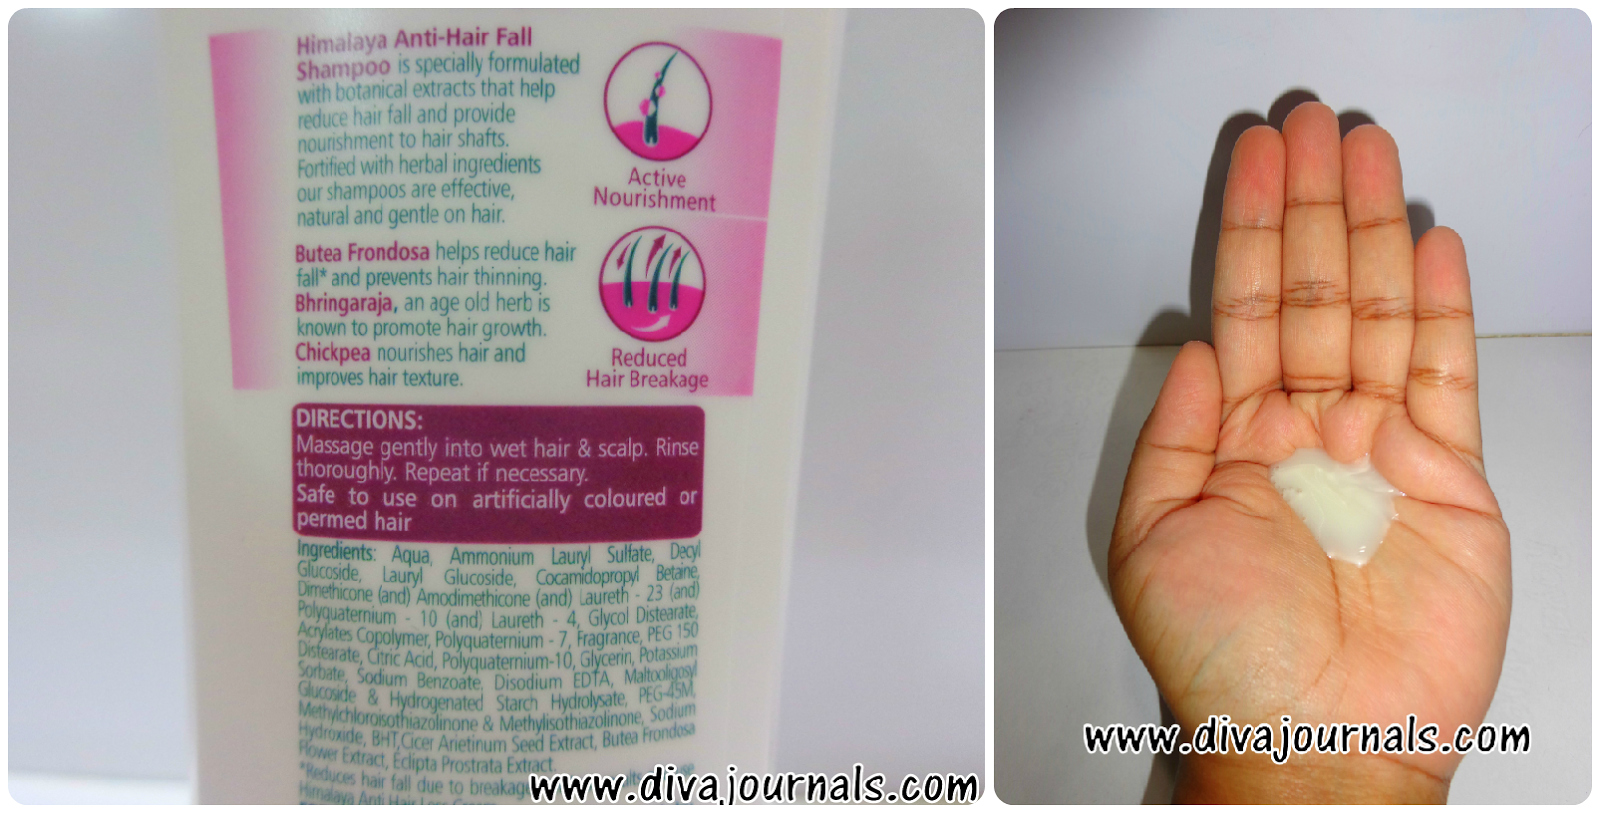 Himalaya Anti-Hair Fall
Shampoo is specially formulated
with botanical extracts that help
reduce hair fall and provide
nourishment to hair shafts.
Fortified with herbal ingredients
our shampoos are effective,
natural and gentle on hair.
Butea Frondosa helps reduce hair
fall* and prevents hair thinning.
Bhringaraja, an age old herb is
known to promote hair growth.
Chickpea nourishes hair and
improves hair texture.
Active
Nourishment
Reduced
Hair Breakage
DIRECTIONS:
Massage gently into wet hair & scalp. Rinse
thoroughly. Repeat if necessary.
Safe to use on artificially coloured or
permed hair
Ingredients: Aqua, Ammonium Lauryl Sulfate, Decyl
Glucoside, Lauryl Glucoside, Cocamidopropyl Betaine,
Dimethicone (and) Amodimethicone (and) Laureth - 23 (and)
Polyquaternium - 10 (and) Laureth - 4, Glycol Distearate,
Acrylates Copolymer, Polyquaternium - 7, Fragrance, PEG 150
Distearate, Citric Acid, Polyquaternium-10, Glycerin, Potassium
Sorbate, Sodium Benzoate, Disodium EDTA, Maltooligosyl
Glucoside & Hydrogenated Starch Hydrolysate, PEG-45M,
Methylchloroisothiazolinone & Methylisothiazolinone, Sodium
Hydroxide, BHT, Cicer Arietinum Seed Extract, Butea Frondosa
Flower Extract, Eclipta Prostrata Extract.
*Reduces hair fall due to
Himalaya Anti Hair
www.divajournals.com
www.divajournals.com